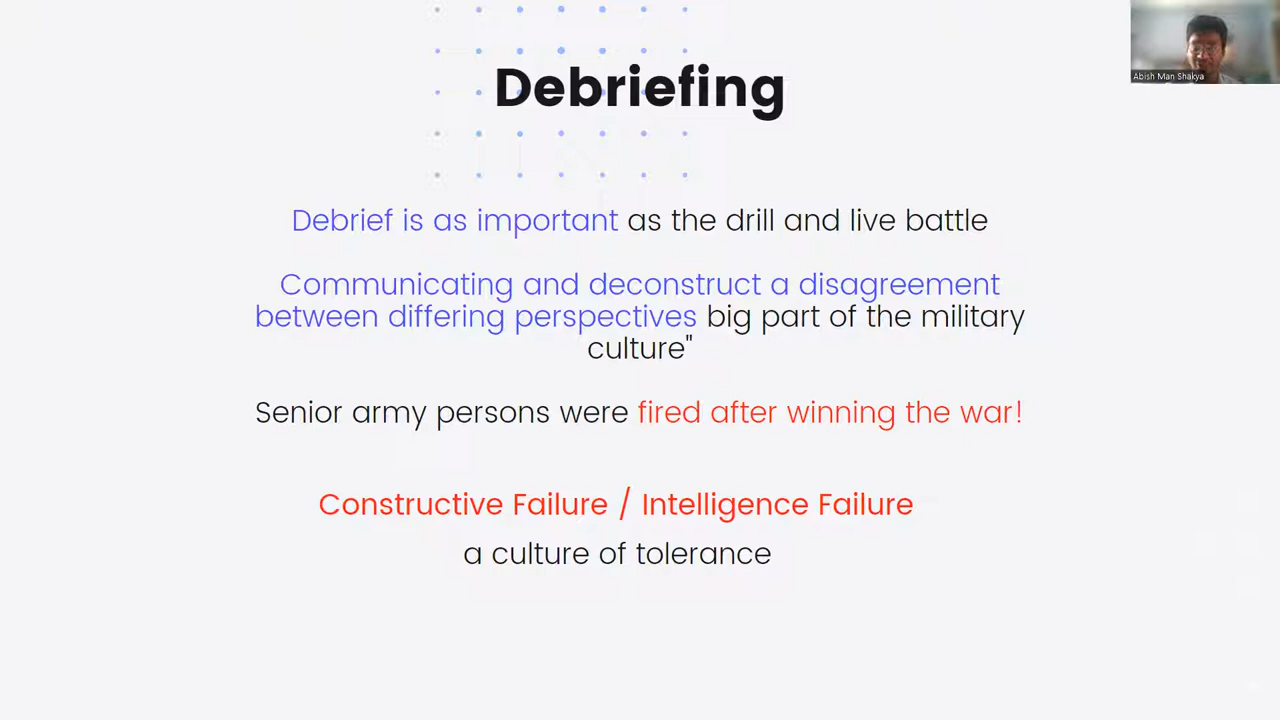 Debriefing
Abish Man Shakya
Debrief is as important as the drill and live battle
Communicating and deconstruct a disagreement
between differing perspectives big part of the military
culture"
Senior army persons were fired after winning the war!
Constructive Failure / Intelligence Failure
a culture of tolerance